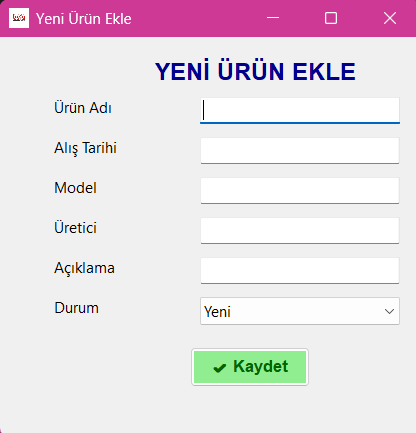 Yeni Ürün Ekle
YENİ ÜRÜN EKLE
Ürün Adı
Alış Tarihi
Model
Üretici
Açıklama
Durum Yeni
✔ Kaydet